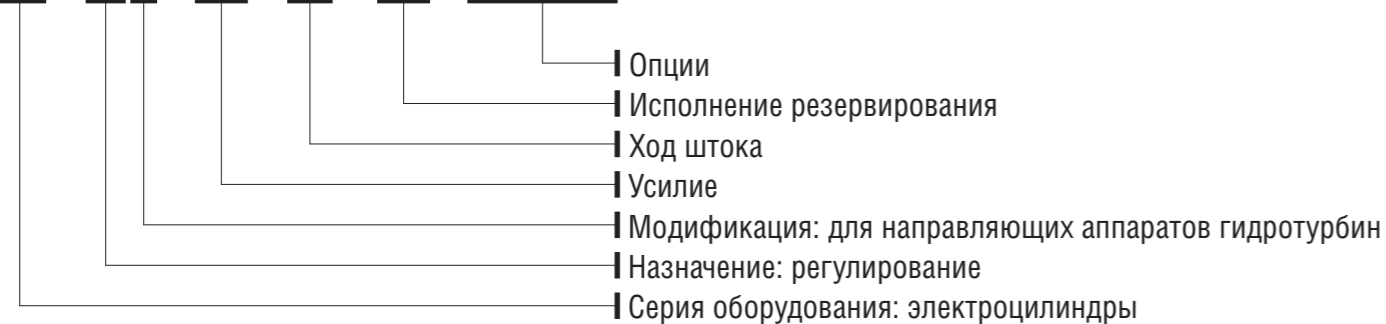 Опции
Исполнение резервирования
Ход штока
Усилие
Модификация: для направляющих аппаратов гидротурбин
Назначение: регулирование
Серия оборудования: электроцилиндры